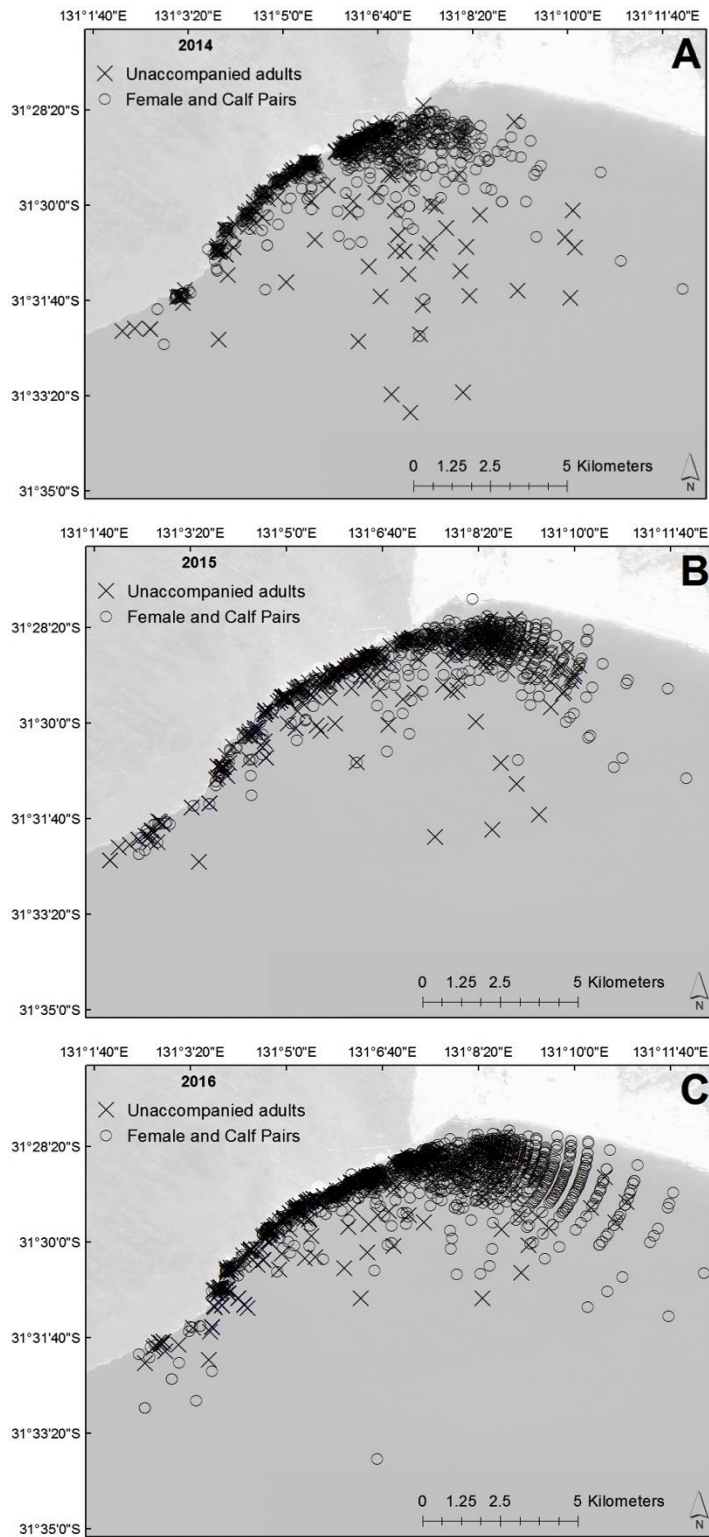 131°1'40"E 131°3'20"E 131°5'0"E 131°6'40"E 131°8'20"E 131°10'0"E 131°11'40"E
2014
A
Unaccompanied adults
Female and Calf Pairs
31°28'20"S
31°30'0"S
31°31'40"S
31°33'20"S
31°35'0"S
0 1.25 2.5 5 Kilometers
N
131°1'40"E 131°3'20"E 131°5'0"E 131°6'40"E 131°8'20"E 131°10'0"E 131°11'40"E
2015
B
Unaccompanied adults
Female and Calf Pairs
31°28'20"S
31°30'0"S
31°31'40"S
31°33'20"S
31°35'0"S
0 1.25 2.5 5 Kilometers
N
131°1'40"E 131°3'20"E 131°5'0"E 131°6'40"E 131°8'20"E 131°10'0"E 131°11'40"E
2016
C
Unaccompanied adults
Female and Calf Pairs
31°28'20"S
31°30'0"S
31°31'40"S
31°33'20"S
31°35'0"S
0 1.25 2.5 5 Kilometers
N